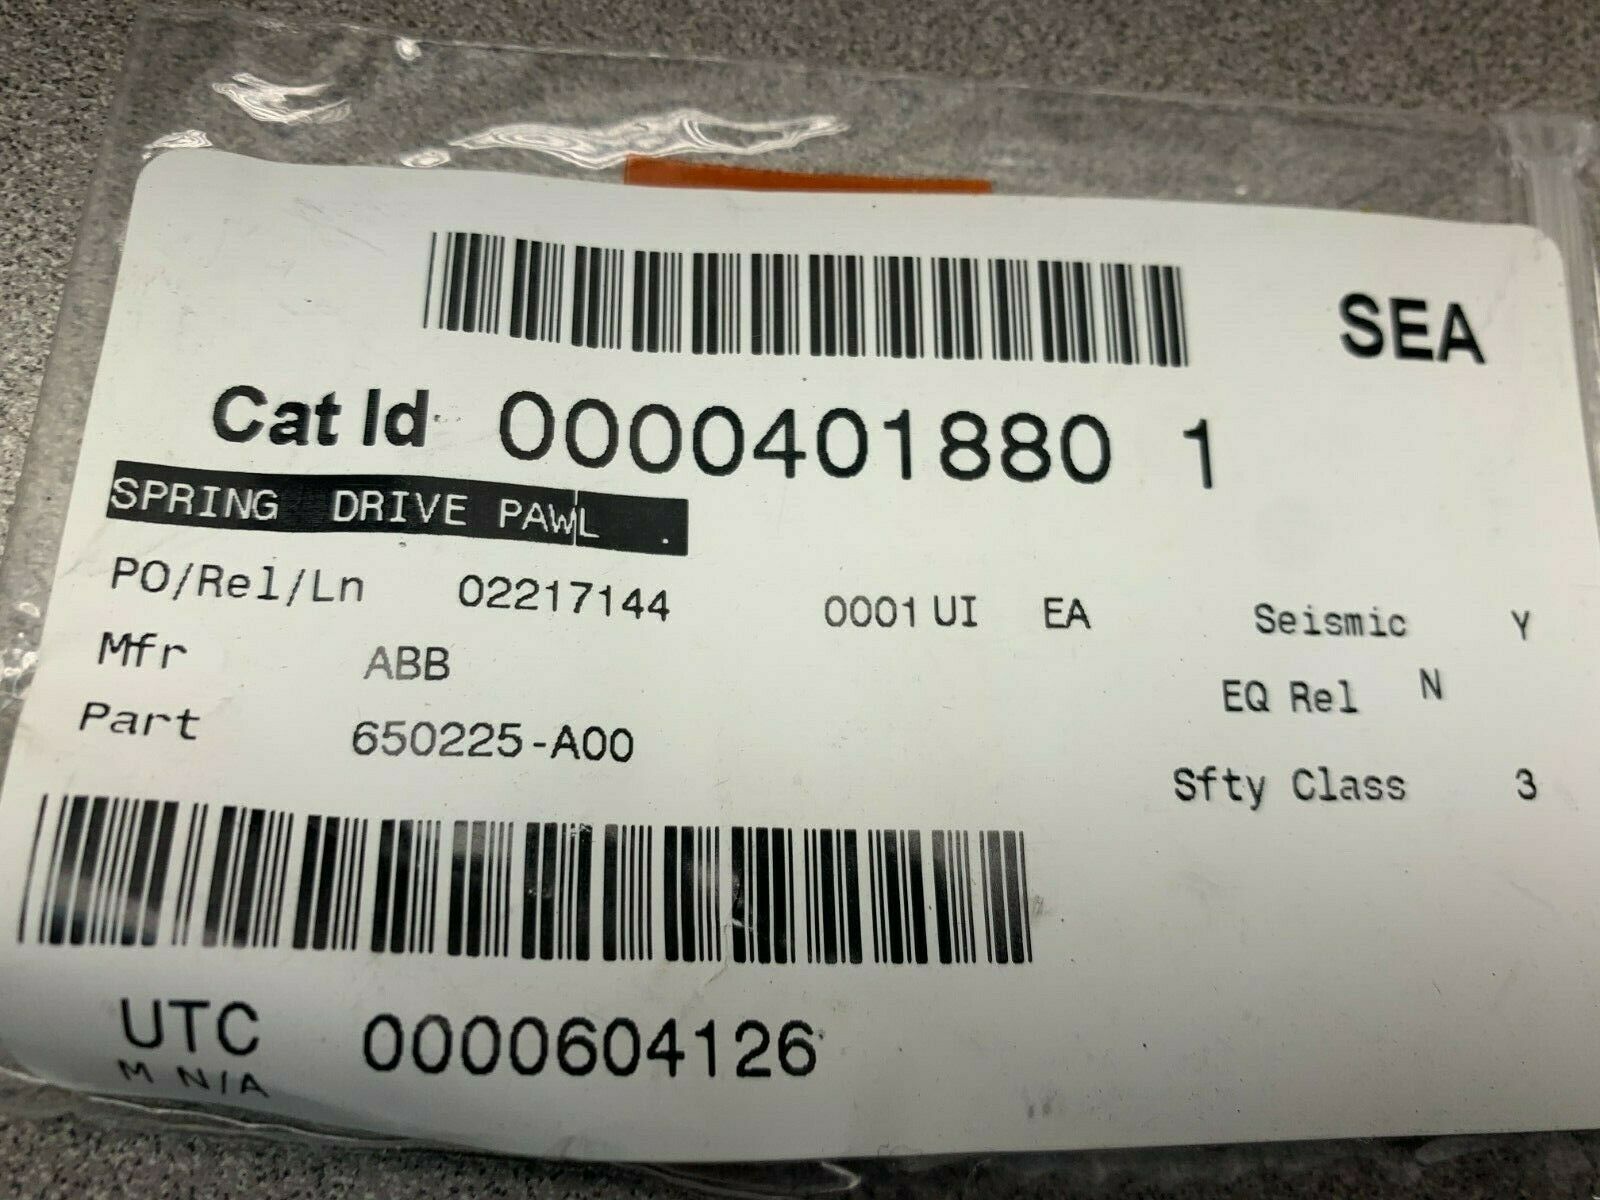 SEA
Cat Id 0000401880 1
SPRING DRIVE PAWL .
PO/Rel/Ln 02217144 0001 UI EA Seismic Y
Mfr ABB EQ Rel N
Part 650225-A00 Sfty Class 3
UTC 0000604126
M N/A